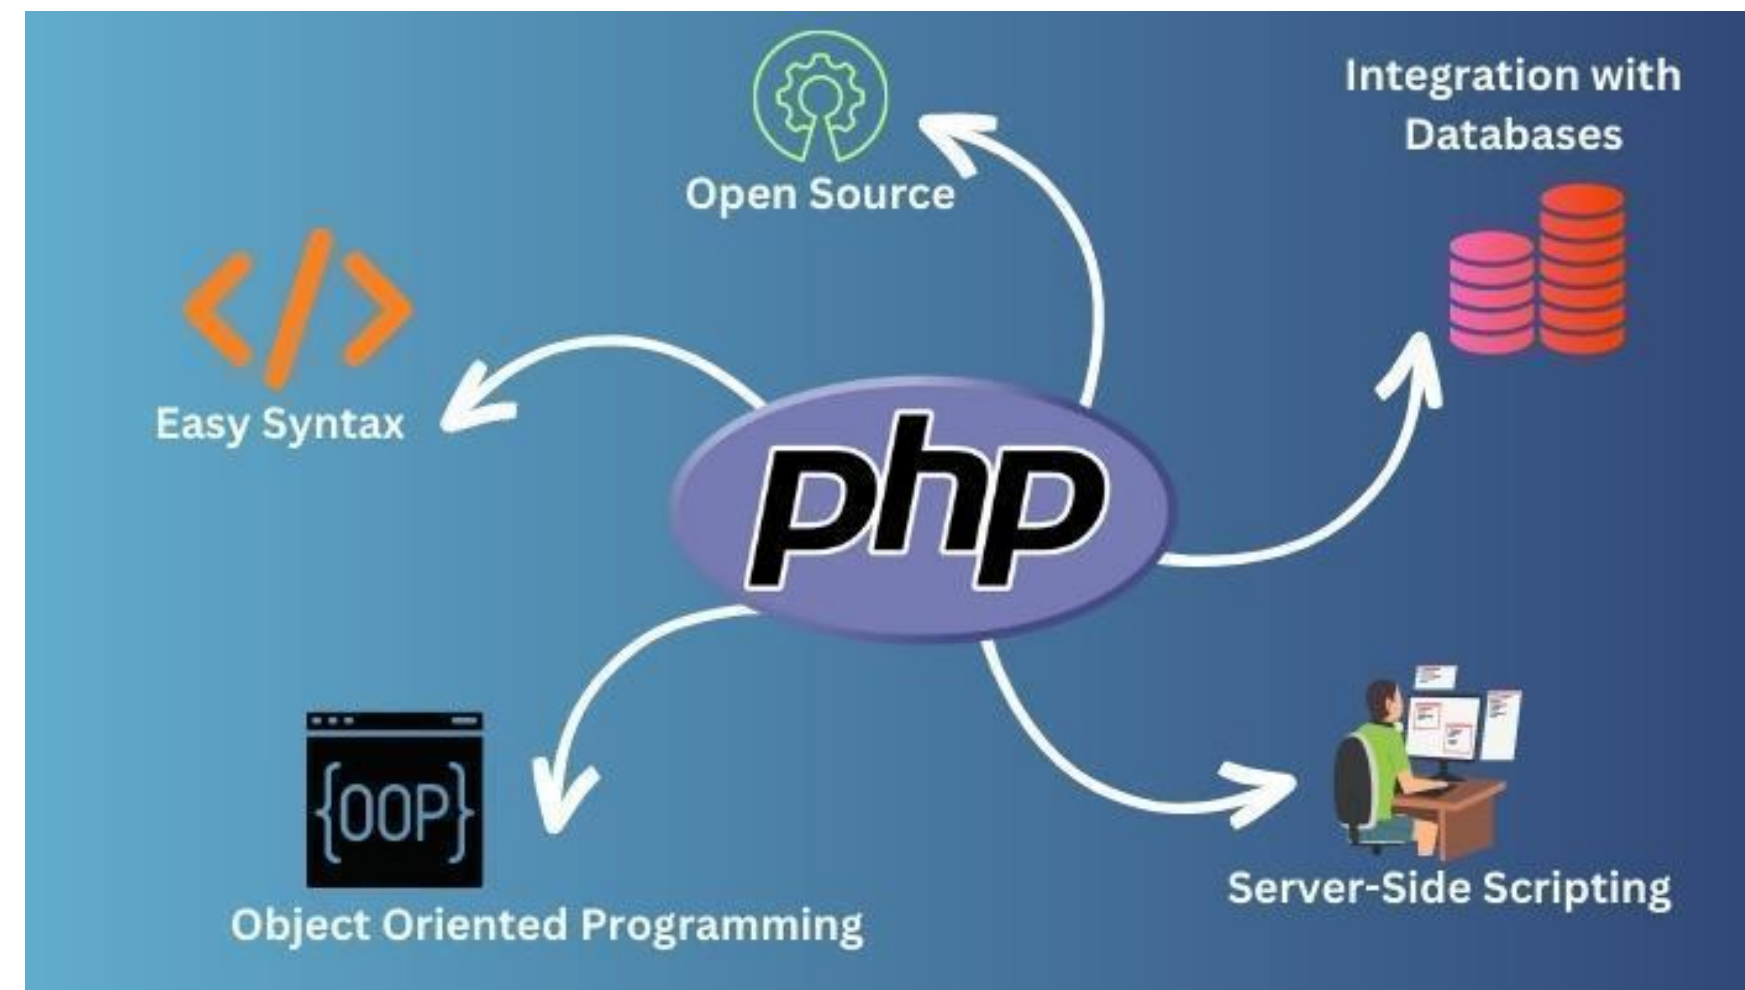 Open Source
Integration with
Databases
</>
Easy Syntax
php
{OOP}
Object Oriented Programming
Server-Side Scripting